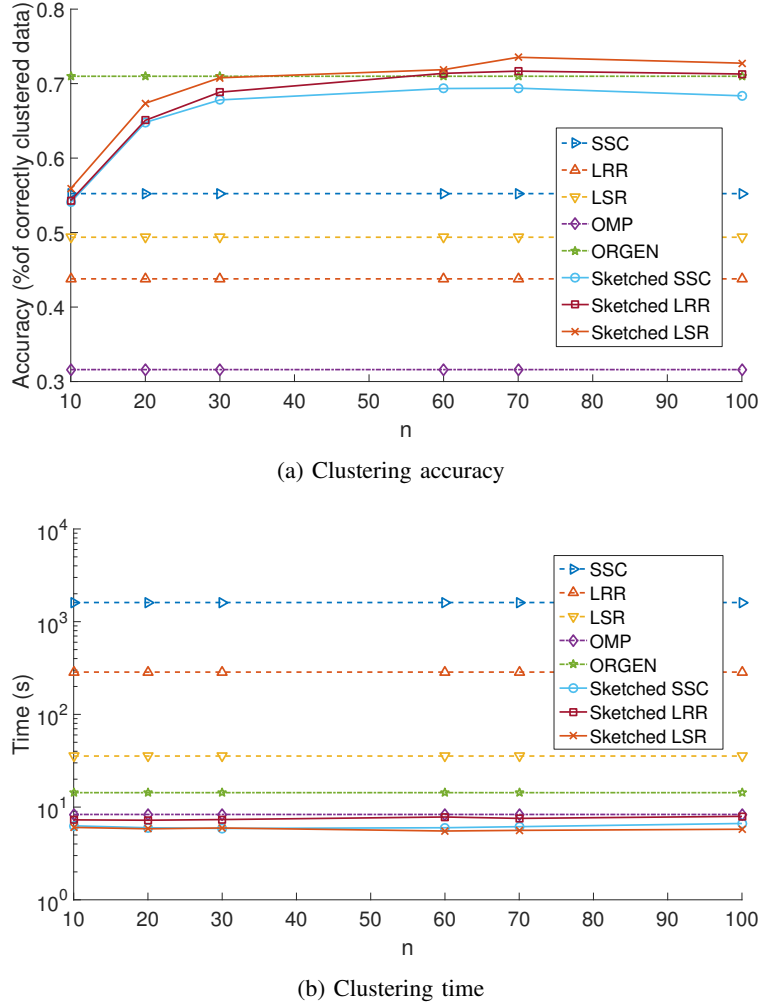 0.8
0.7
0.6
0.5
0.4
0.3
Accuracy (%of correctly clustered data)
SSC
LRR
LSR
OMP
ORGEN
Sketched SSC
Sketched LRR
Sketched LSR
10 20 30 40 50 60 70 80 90 100
n
(a) Clustering accuracy
10^4
10^3
10^2
10^1
10^0
Time (s)
SSC
LRR
LSR
OMP
ORGEN
Sketched SSC
Sketched LRR
Sketched LSR
10 20 30 40 50 60 70 80 90 100
n
(b) Clustering time